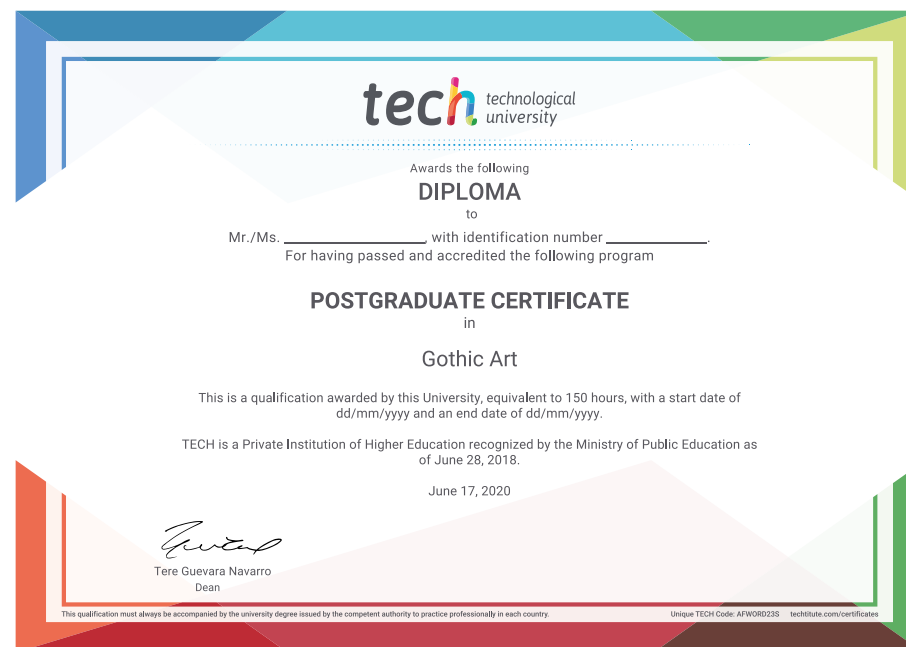 tech technological
university
Awards the following
DIPLOMA
to
Mr./Ms. ____________________, with identification number ______________.
For having passed and accredited the following program
POSTGRADUATE CERTIFICATE
in
Gothic Art
This is a qualification awarded by this University, equivalent to 150 hours, with a start date of
dd/mm/yyyy and an end date of dd/mm/yyyy.
TECH is a Private Institution of Higher Education recognized by the Ministry of Public Education as
of June 28, 2018.
June 17, 2020
Tere Guevara Navarro
Dean
This qualification must always be accompanied by the university degree issued by the competent authority to practice professionally in each country. Unique TECH Code: AFWORD23S techtitute.com/certificates